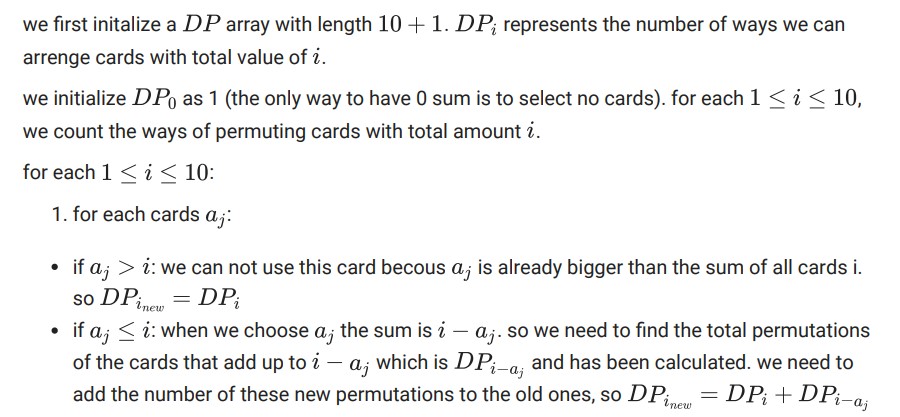 we first initalize a DP array with length 10 + 1. DPᵢ represents the number of ways we can
arrenge cards with total value of i.
we initialize DP₀ as 1 (the only way to have 0 sum is to select no cards). for each 1 ≤ i ≤ 10,
we count the ways of permuting cards with total amount i.
for each 1 ≤ i ≤ 10:
1. for each cards a_j:
• if a_j > i: we can not use this card becous a_j is already bigger than the sum of all cards i.
so DP_{i_{new}} = DP_i
• if a_j ≤ i: when we choose a_j the sum is i − a_j. so we need to find the total permutations
of the cards that add up to i − a_j which is DP_{i−a_j} and has been calculated. we need to
add the number of these new permutations to the old ones, so DP_{i_{new}} = DP_i + DP_{i−a_j}